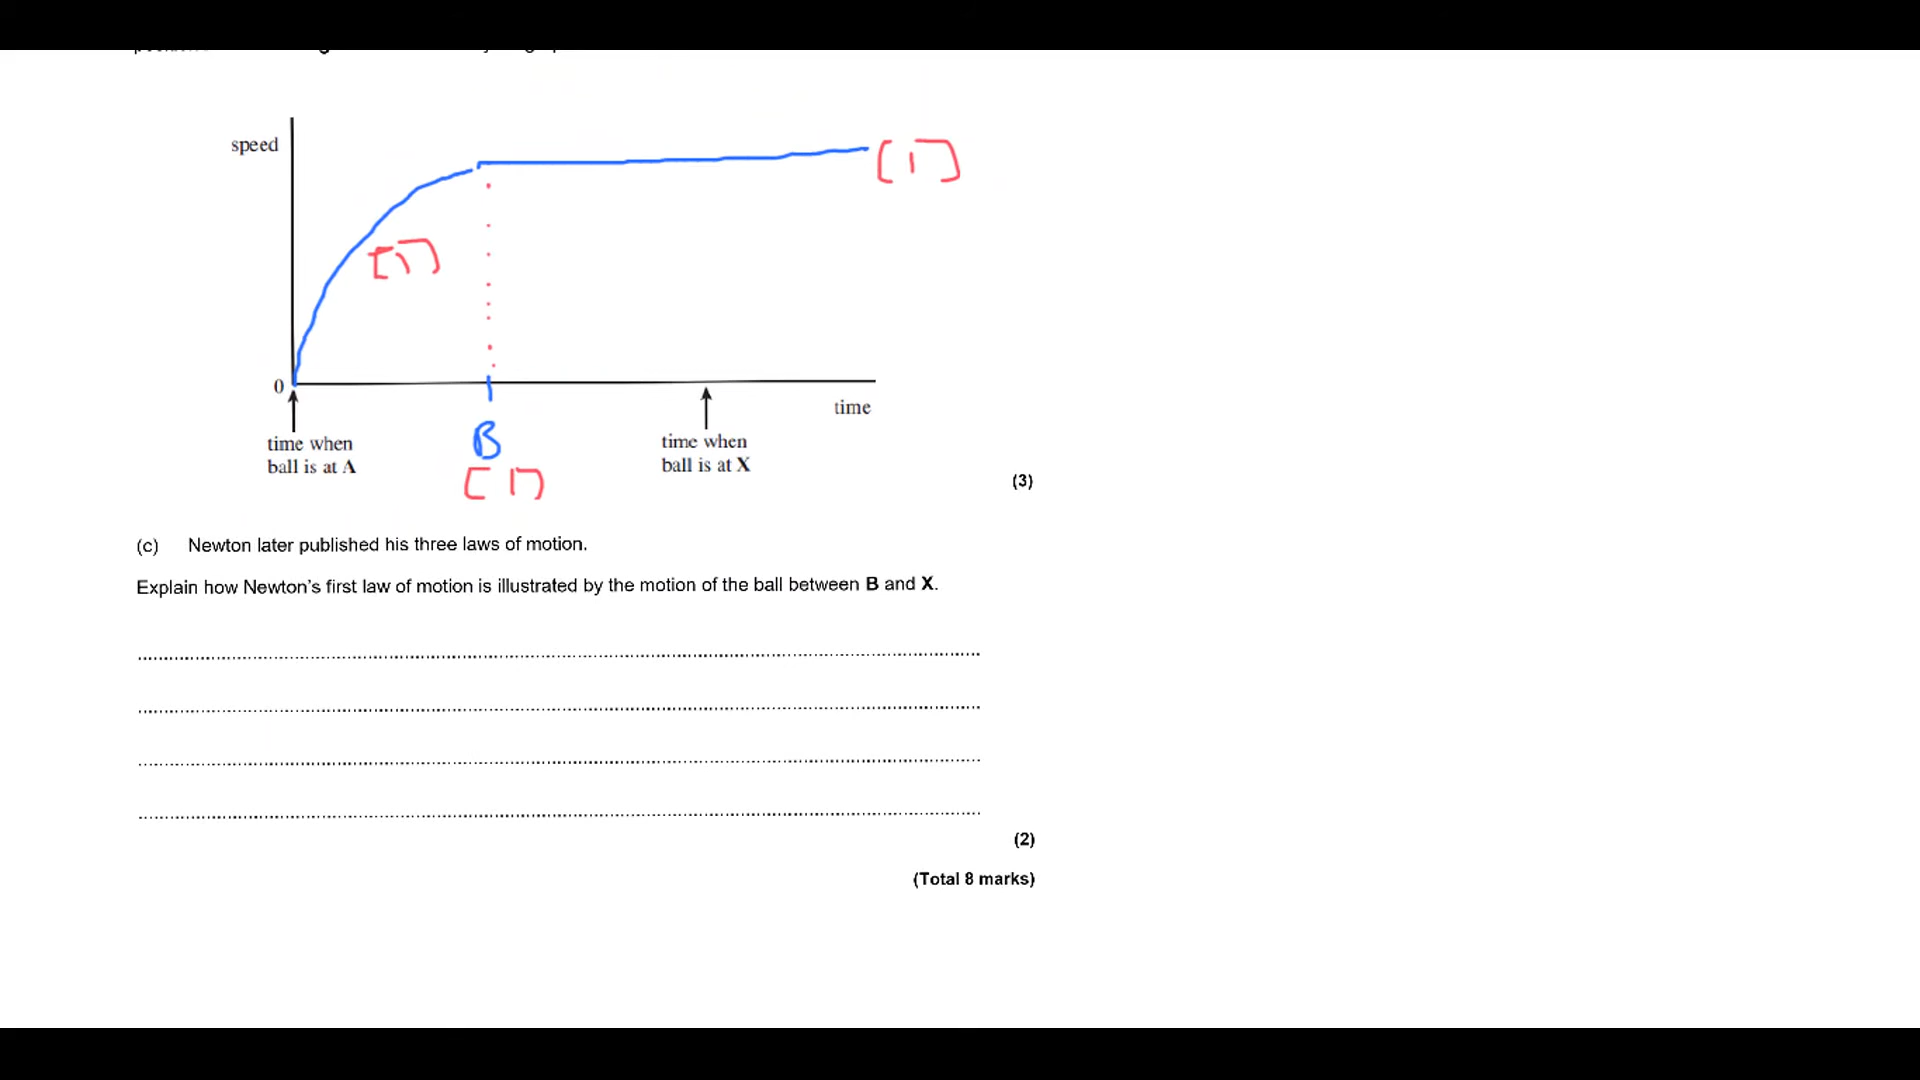 speed
[1]
[1]
0
time
time when
ball is at A
B
time when
ball is at X
[1]
(3)
(c) Newton later published his three laws of motion.
Explain how Newton's first law of motion is illustrated by the motion of the ball between B and X.
(2)
(Total 8 marks)